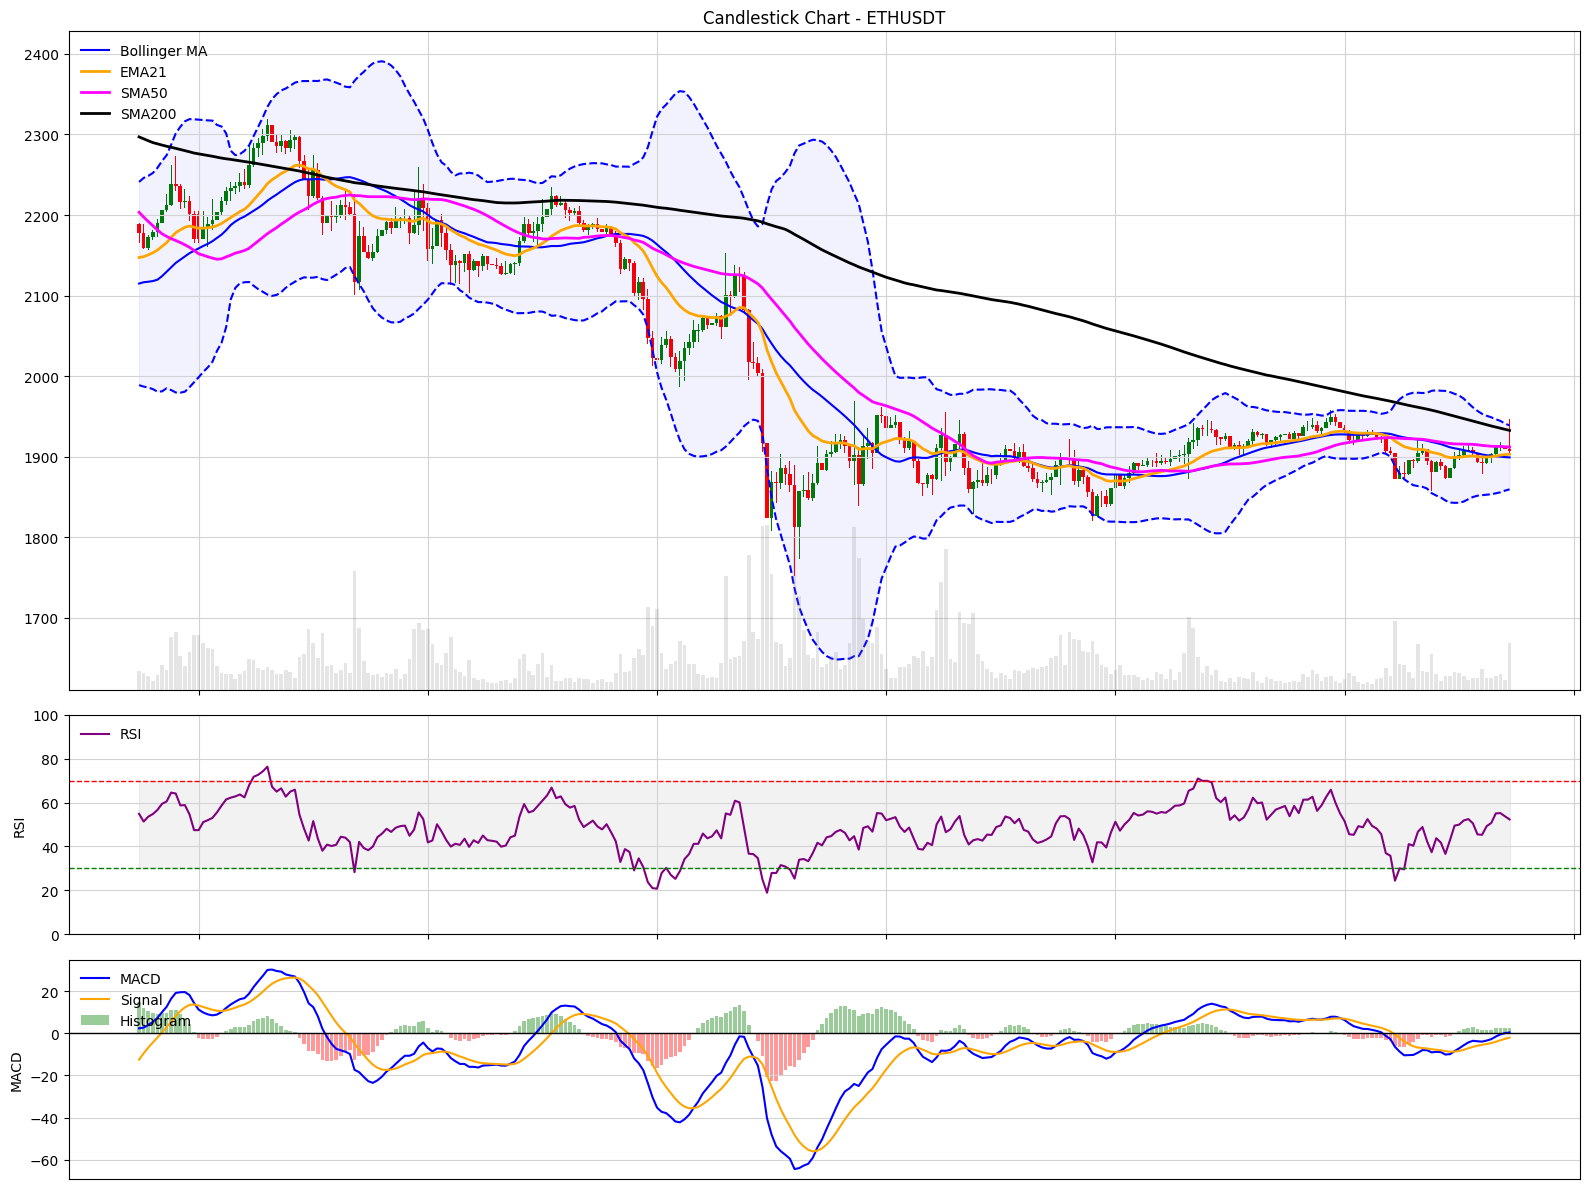 Candlestick Chart - ETHUSDT
2400
2300
2200
2100
2000
1900
1800
1700
Bollinger MA
EMA21
SMA50
SMA200
100
80
60
40
20
0
RSI
RSI
20
0
−20
−40
−60
MACD
MACD
Signal
Histogram